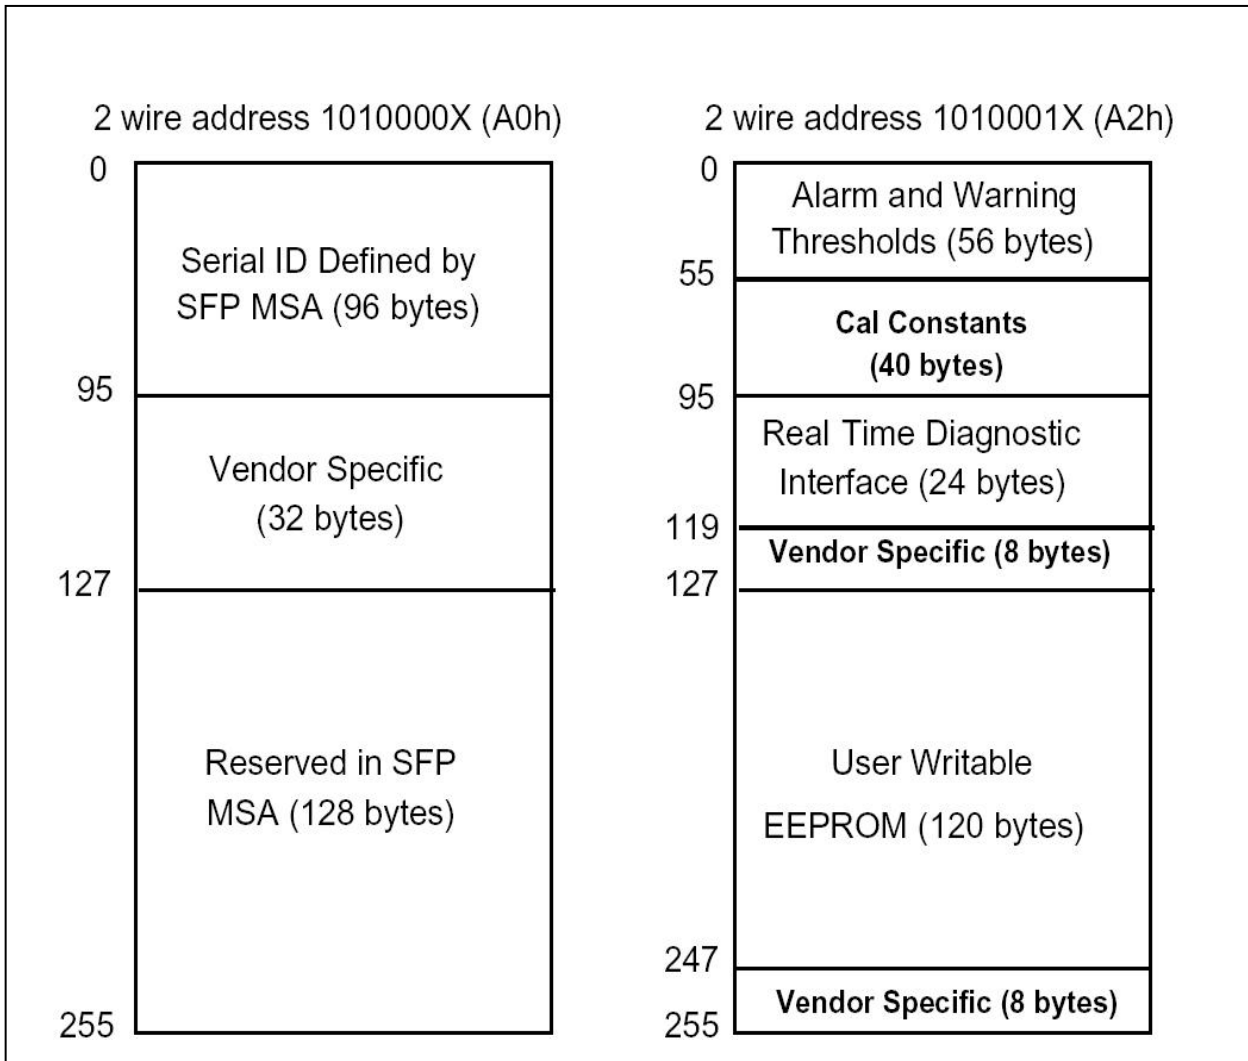 2 wire address 1010000X (A0h)
0
Serial ID Defined by
SFP MSA (96 bytes)
95
Vendor Specific
(32 bytes)
127
Reserved in SFP
MSA (128 bytes)
255
2 wire address 1010001X (A2h)
0
Alarm and Warning
Thresholds (56 bytes)
55
Cal Constants
(40 bytes)
95
Real Time Diagnostic
Interface (24 bytes)
119
Vendor Specific (8 bytes)
127
User Writable
EEPROM (120 bytes)
247
Vendor Specific (8 bytes)
255